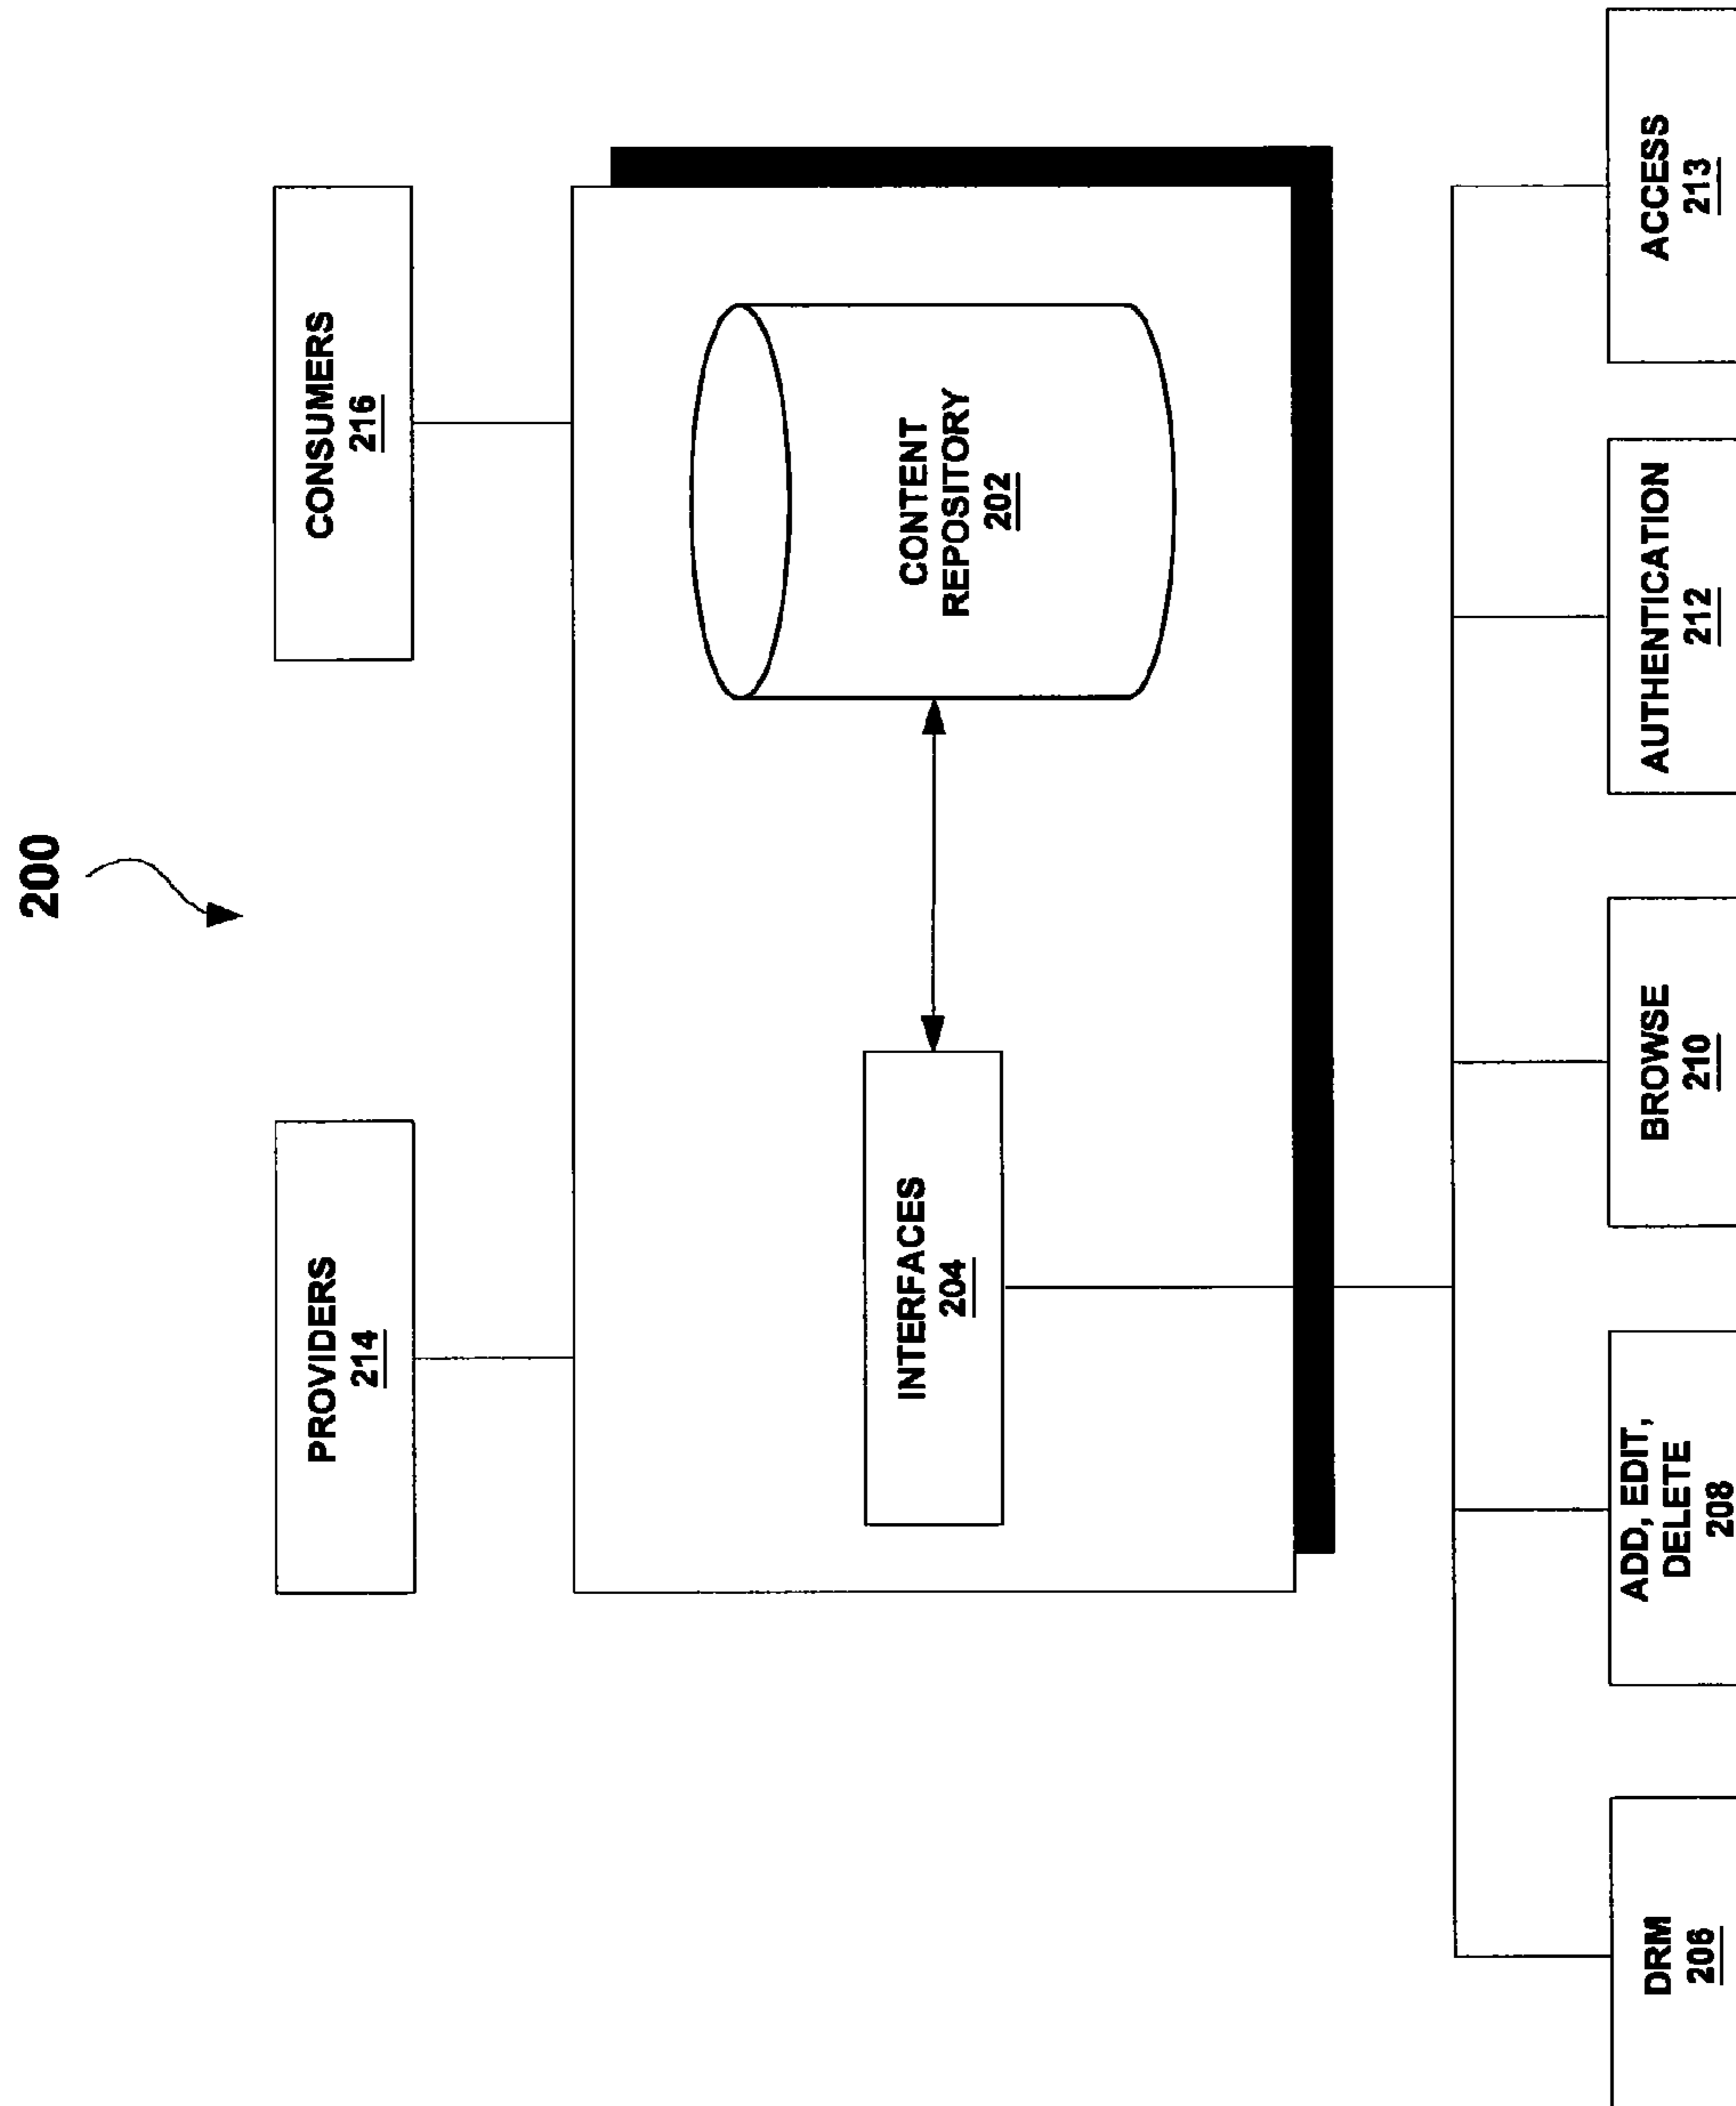 200
PROVIDERS
214
CONSUMERS
216
INTERFACES
204
CONTENT
REPOSITORY
202
DRM
206
ADD, EDIT,
DELETE
208
BROWSE
210
AUTHENTICATION
212
ACCESS
213